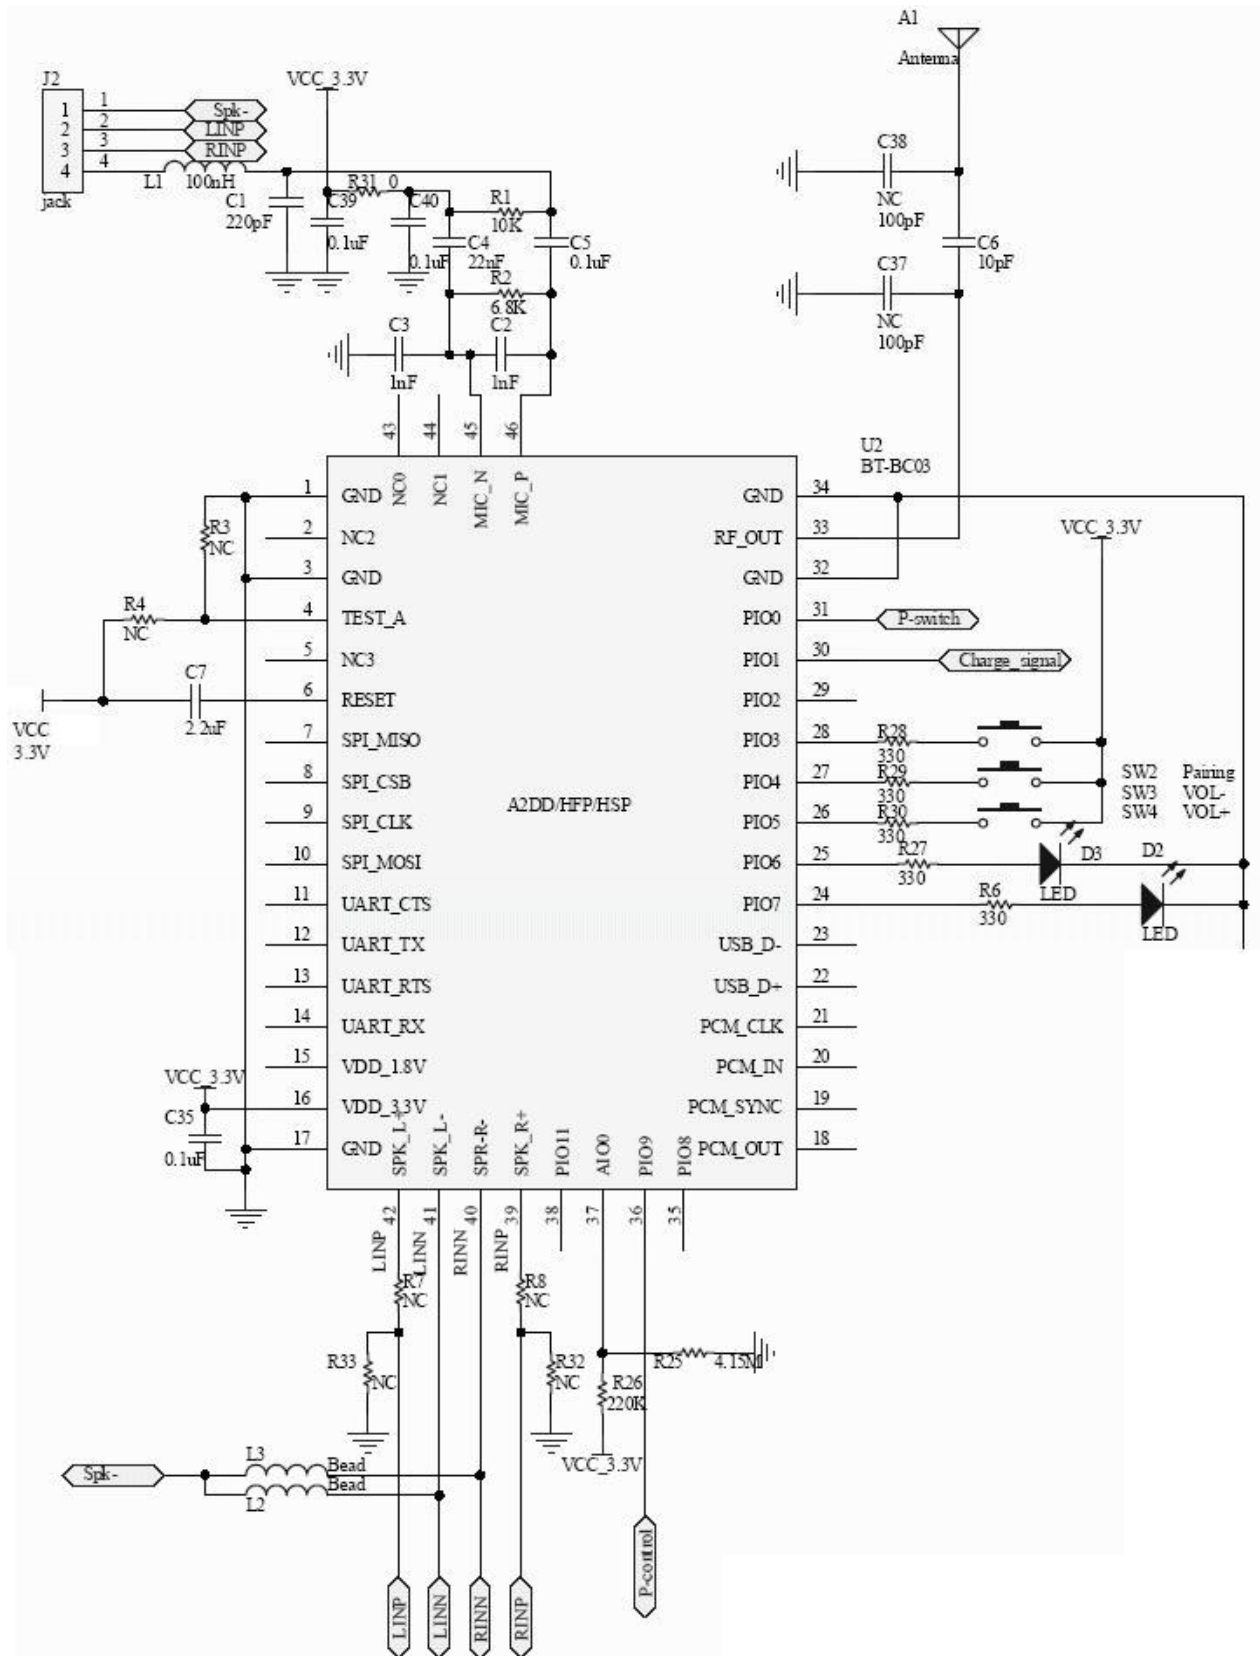 A1
Antenna
J2
VCC_3.3V
1 1 Spk-
2 2 LINP
3 3 RINP
4 4
L1 100nH
jack
C1
220pF
C39
0.1uF
R31 0
C40
0.1uF
R1
10K
C4
22nF
C5
0.1uF
R2
6.8K
C3
1nF
C2
1nF
C38
NC
100pF
C6
10pF
C37
NC
100pF
43 44 45 46
NC0 NC1 MIC_N MIC_P
U2
BT-BC03
1 GND
2 NC2
3 GND
4 TEST_A
5 NC3
6 RESET
7 SPI_MISO
8 SPI_CSB
9 SPI_CLK
10 SPI_MOSI
11 UART_CTS
12 UART_TX
13 UART_RTS
14 UART_RX
15 VDD_1.8V
16 VDD_3.3V
17 GND
R3
NC
R4
NC
C7
2.2uF
VCC
3.3V
VCC_3.3V
C35
0.1uF
A2DD/HFP/HSP
GND 34
RF_OUT 33
GND 32
PIO0 31 P-switch
PIO1 30 Charge_signal
PIO2 29
PIO3 28
PIO4 27
PIO5 26
PIO6 25
PIO7 24
USB_D- 23
USB_D+ 22
PCM_CLK 21
PCM_IN 20
PCM_SYNC 19
PCM_OUT 18
VCC_3.3V
R28
330
R29
330
R30
330
SW2 Pairing
SW3 VOL-
SW4 VOL+
R27
330
D3
LED
D2
LED
R6
330
SPK_L+ SPK_L- SPR-R- SPK_R+ PIO11 AIO0 PIO9 PIO8
42 41 40 39 38 37 36 35
LINP LINN RINN RINP
R7
NC
R8
NC
R33
NC
R32
NC
R25 4.15M
R26
220K
VCC_3.3V
Spk-
L3 Bead
L2 Bead
P-control
LINP LINN RINN RINP